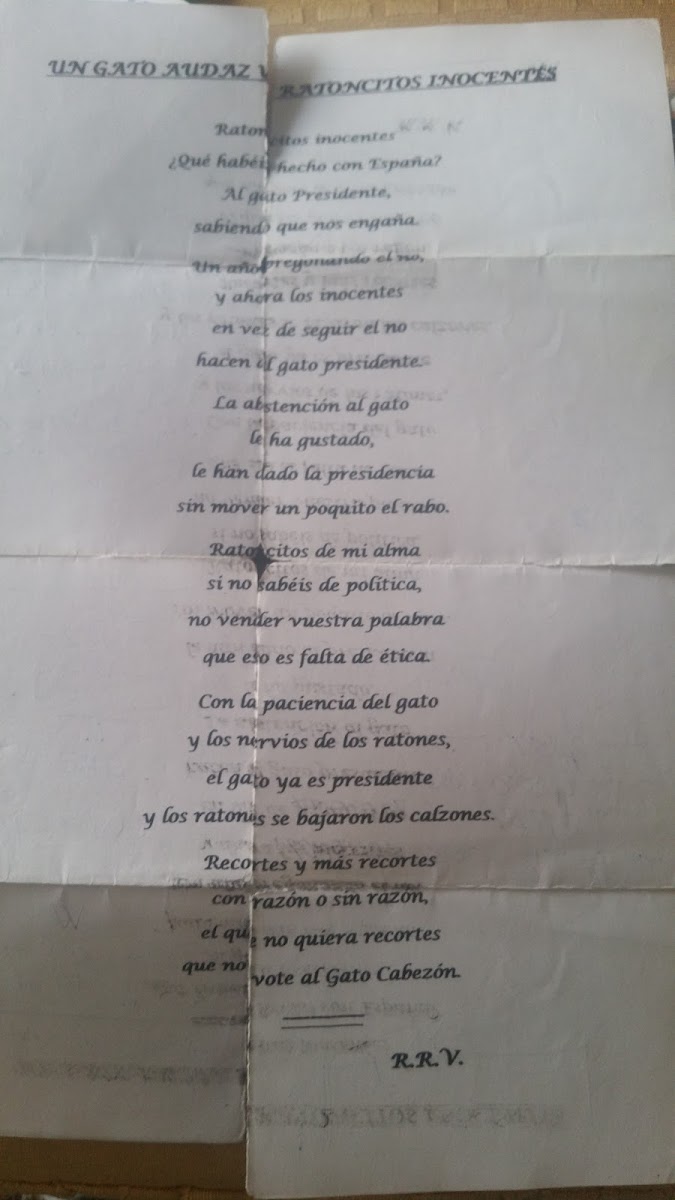 UN GATO AUDAZ Y RATONCITOS INOCENTES
Ratoncitos inocentes
¿Qué habéis hecho con España?
Al gato Presidente,
sabiendo que nos engaña.
Un año pregonando el no,
y ahora los inocentes
en vez de seguir el no
hacen al gato presidente.
La abstención al gato
le ha gustado,
le han dado la presidencia
sin mover un poquito el rabo.
Ratoncitos de mi alma
si no sabéis de política,
no vender vuestra palabra
que eso es falta de ética.
Con la paciencia del gato
y los nervios de los ratones,
el gato ya es presidente
y los ratones se bajaron los calzones.
Recortes y más recortes
con razón o sin razón,
el que no quiera recortes
que no vote al Gato Cabezón.
R.R.V.